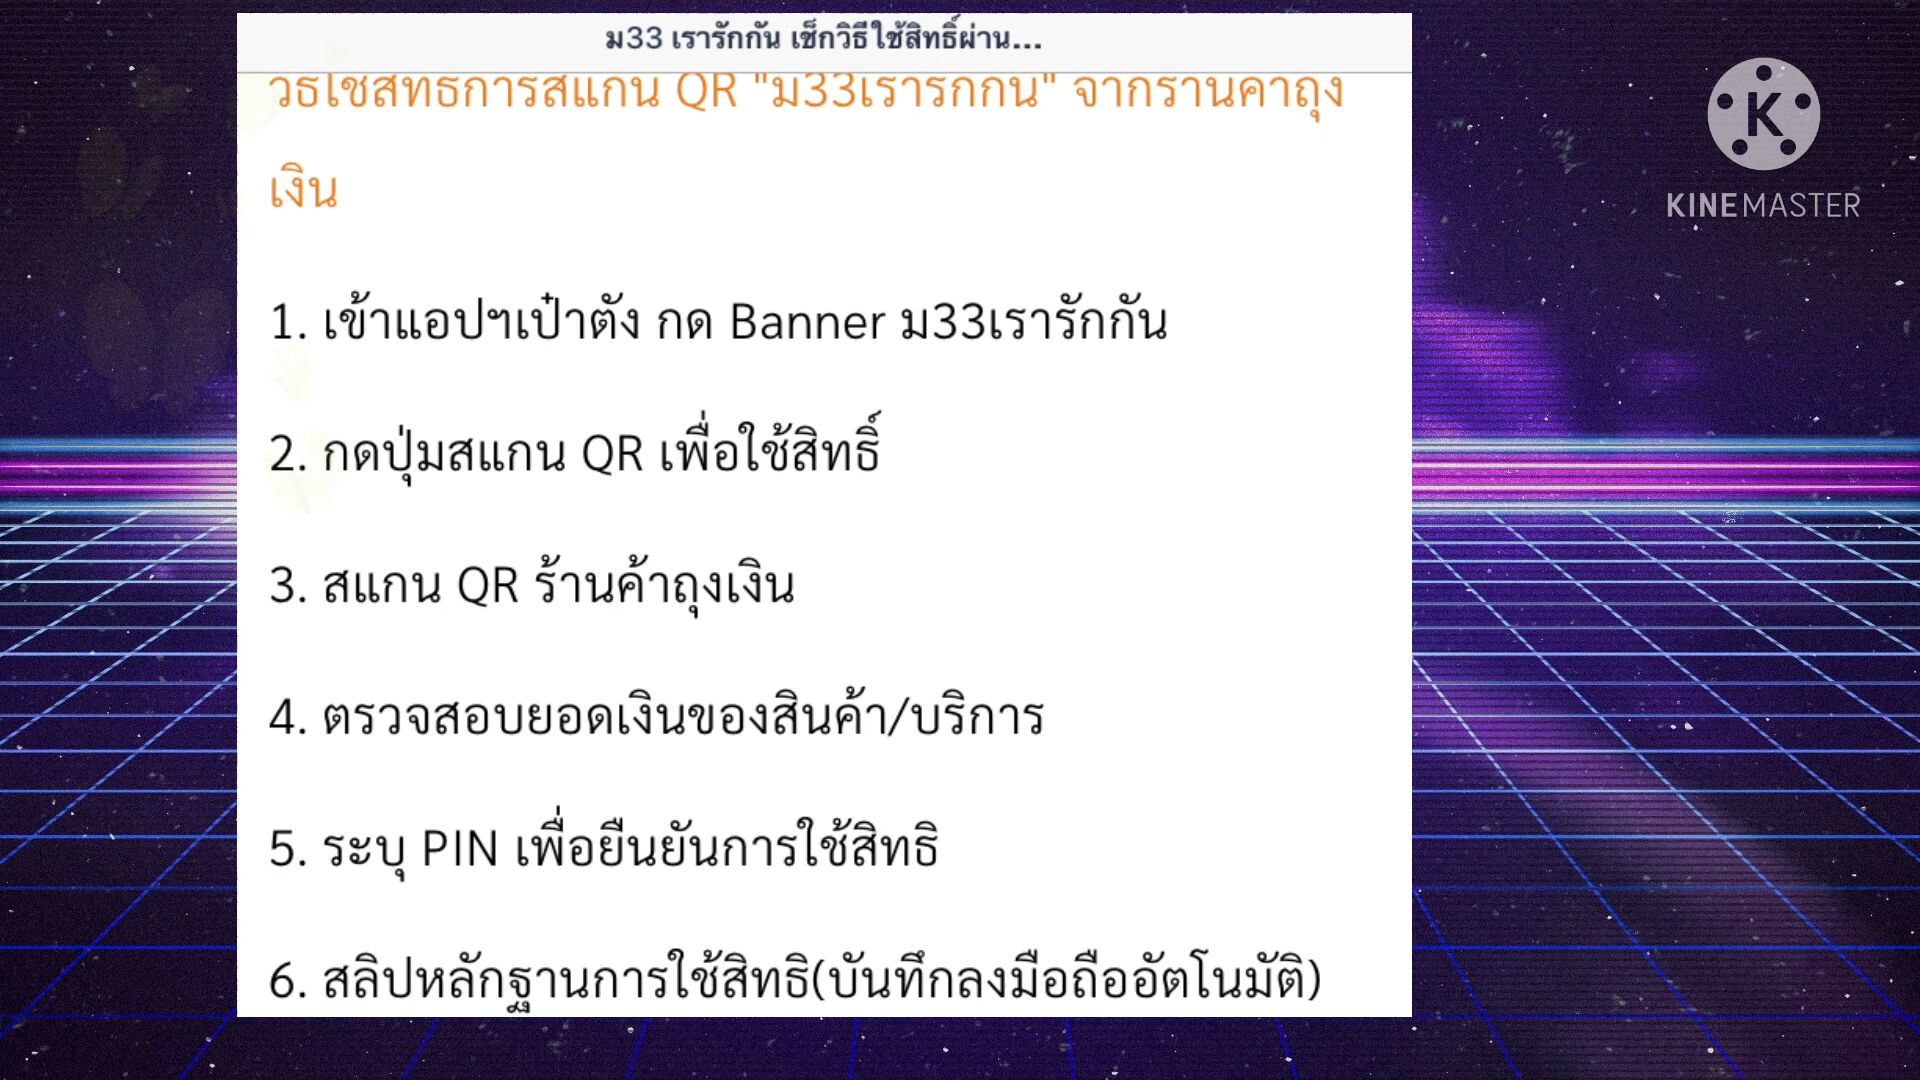 ม33 เรารักกัน เช็กวิธีใช้สิทธิ์ผ่าน...
วิธีใช้สิทธิการสแกน QR "ม33เรารักกัน" จากร้านค้าถุง
เงิน
1. เข้าแอปฯเป๋าตัง กด Banner ม33เรารักกัน
2. กดปุ่มสแกน QR เพื่อใช้สิทธิ์
3. สแกน QR ร้านค้าถุงเงิน
4. ตรวจสอบยอดเงินของสินค้า/บริการ
5. ระบุ PIN เพื่อยืนยันการใช้สิทธิ
6. สลิปหลักฐานการใช้สิทธิ(บันทึกลงมือถืออัตโนมัติ)
K
KINEMASTER